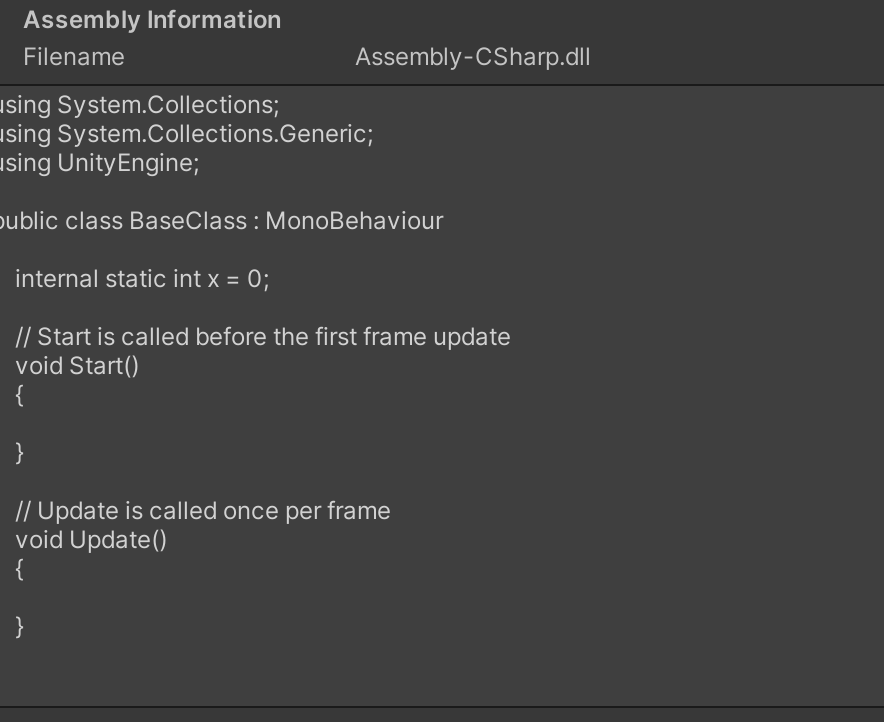 Assembly Information
Filename Assembly-CSharp.dll
using System.Collections;
using System.Collections.Generic;
using UnityEngine;
public class BaseClass : MonoBehaviour
internal static int x = 0;
// Start is called before the first frame update
void Start()
{
}
// Update is called once per frame
void Update()
{
}